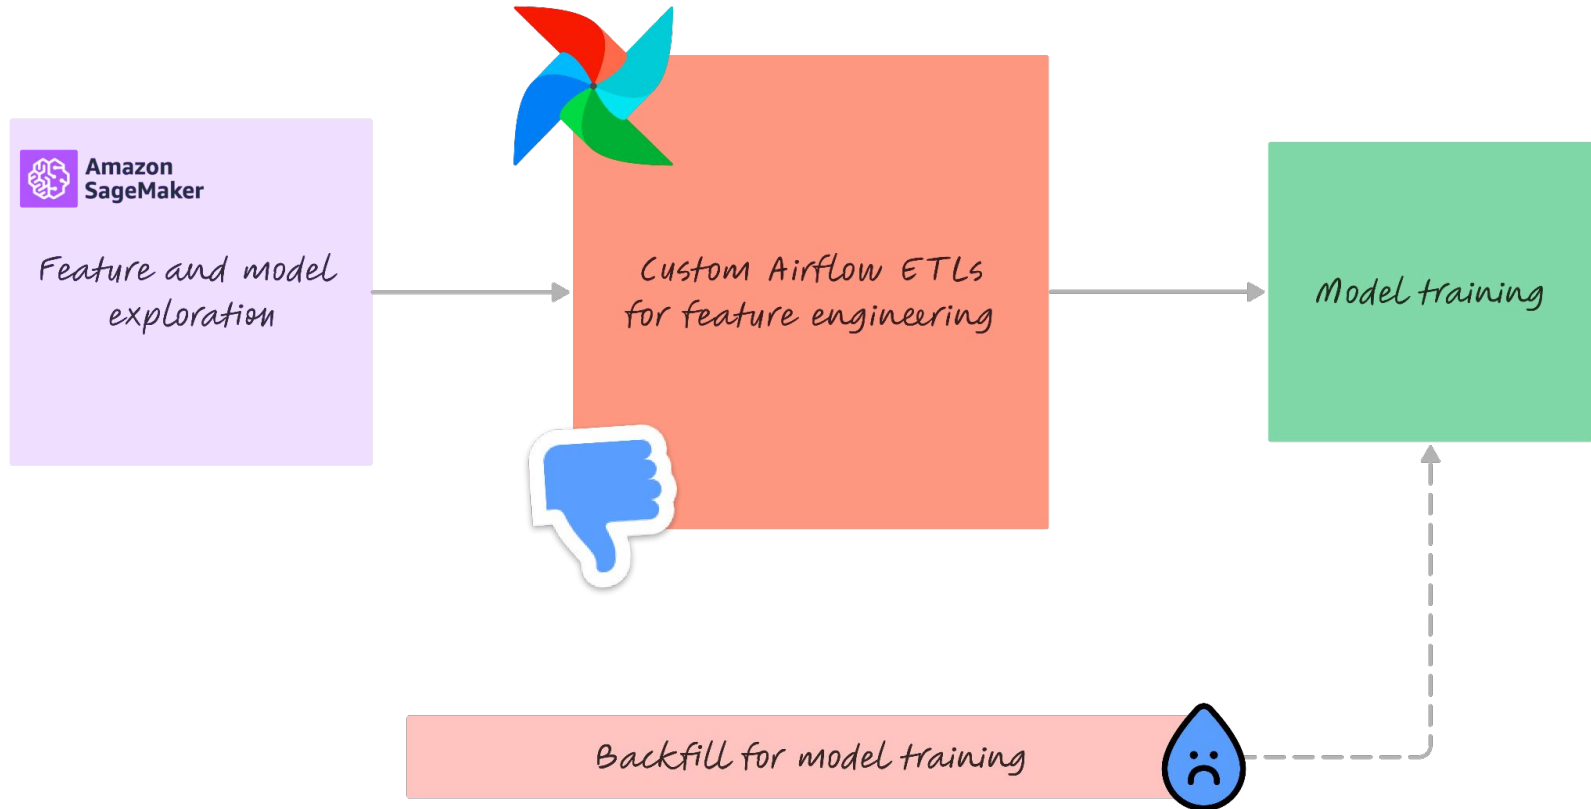 Amazon
SageMaker
Feature and model
exploration
Custom Airflow ETLs
for feature engineering
Model training
Backfill for model training